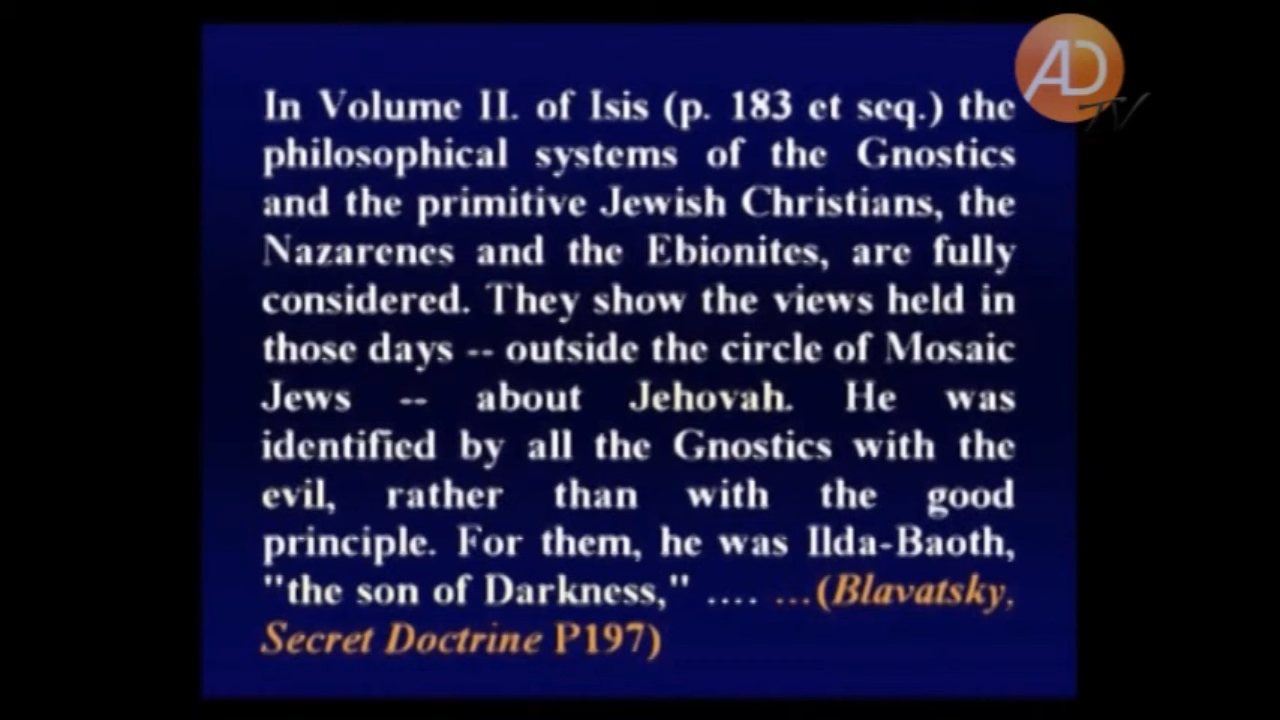 In Volume II. of Isis (p. 183 et seq.) the
philosophical systems of the Gnostics
and the primitive Jewish Christians, the
Nazarenes and the Ebionites, are fully
considered. They show the views held in
those days -- outside the circle of Mosaic
Jews -- about Jehovah. He was
identified by all the Gnostics with the
evil, rather than with the good
principle. For them, he was Ilda-Baoth,
"the son of Darkness," .... ...(Blavatsky,
Secret Doctrine P197)
AD
TV